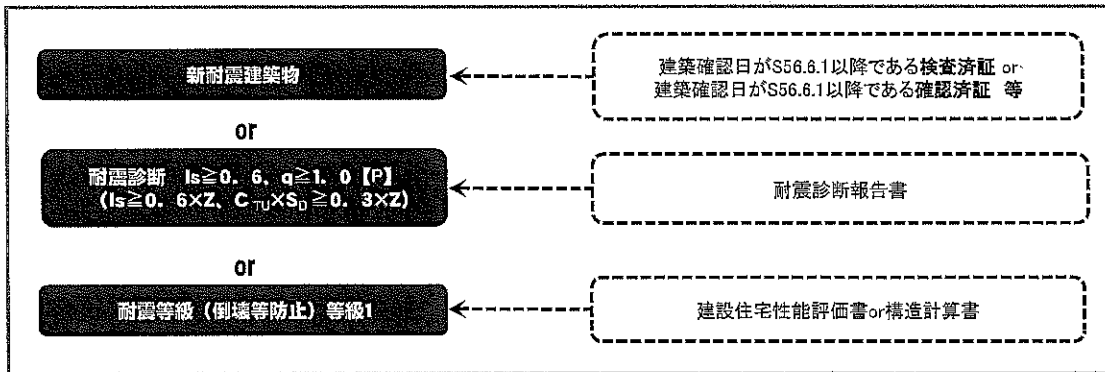 新耐震建築物
建築確認日がS56.6.1以降である検査済証 or
建築確認日がS56.6.1以降である確認済証 等
or
耐震診断 Is≧0.6、q≧1.0【P】
(Is≧0.6×Z、CTU×SD≧0.3×Z)
耐震診断報告書
or
耐震等級(倒壊等防止)等級1
建設住宅性能評価書or構造計算書